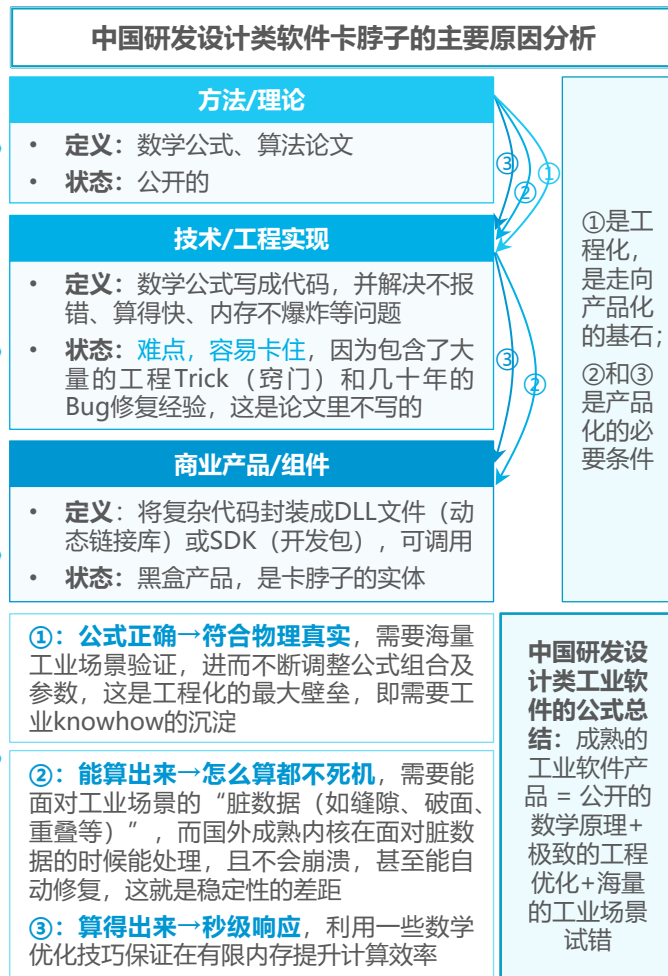 中国研发设计类软件卡脖子的主要原因分析
方法/理论
• 定义：数学公式、算法论文
• 状态：公开的
技术/工程实现
• 定义：数学公式写成代码，并解决不报
错、算得快、内存不爆炸等问题
• 状态：难点，容易卡住，因为包含了大
量的工程Trick（窍门）和几十年的
Bug修复经验，这是论文里不写的
商业产品/组件
• 定义：将复杂代码封装成DLL文件（动
态链接库）或SDK（开发包），可调用
• 状态：黑盒产品，是卡脖子的实体
③
②
①
③
②
①是工
程化，
是走向
产品化
的基石；
②和③
是产品
化的必
要条件
①：公式正确→符合物理真实，需要海量
工业场景验证，进而不断调整公式组合及
参数，这是工程化的最大壁垒，即需要工
业knowhow的沉淀
②：能算出来→怎么算都不死机，需要能
面对工业场景的“脏数据（如缝隙、破面、
重叠等）”，而国外成熟内核在面对脏数
据的时候能处理，且不会崩溃，甚至能自
动修复，这就是稳定性的差距
③：算得出来→秒级响应，利用一些数学
优化技巧保证在有限内存提升计算效率
中国研发设
计类工业软
件的公式总
结：成熟的
工业软件产
品 = 公开的
数学原理+
极致的工程
优化+海量
的工业场景
试错